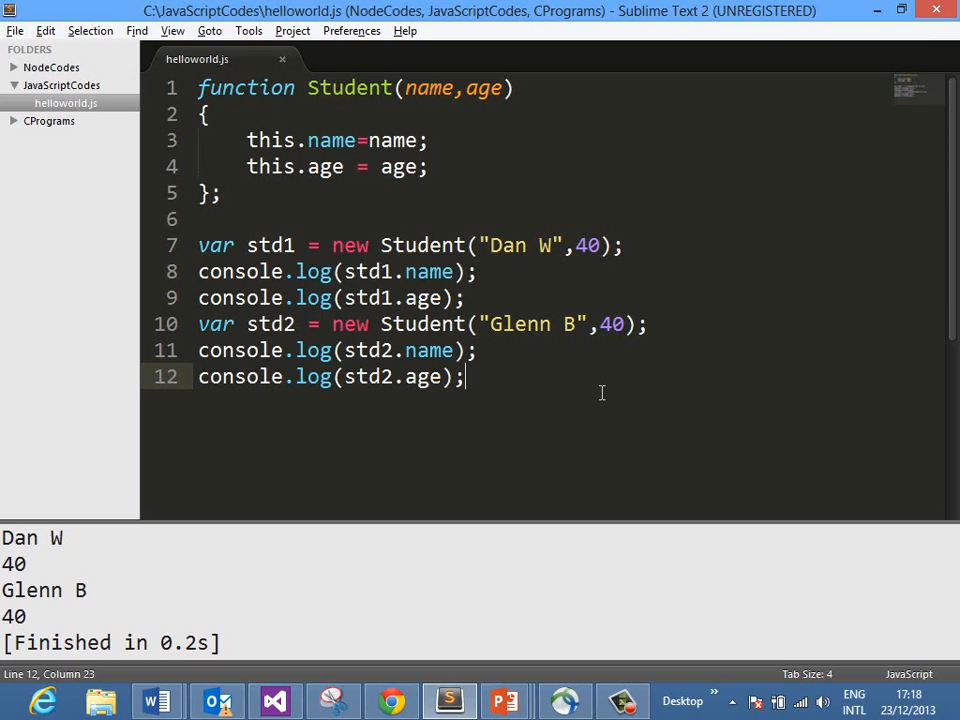 C:\JavaScriptCodes\helloworld.js (NodeCodes, JavaScriptCodes, CPrograms) - Sublime Text 2 (UNREGISTERED)
File Edit Selection Find View Goto Tools Project Preferences Help
FOLDERS
NodeCodes
JavaScriptCodes
helloworld.js
CPrograms
helloworld.js
1 function Student(name,age)
2 {
3     this.name=name;
4     this.age = age;
5 };
6
7 var std1 = new Student("Dan W",40);
8 console.log(std1.name);
9 console.log(std1.age);
10 var std2 = new Student("Glenn B",40);
11 console.log(std2.name);
12 console.log(std2.age);
Dan W
40
Glenn B
40
[Finished in 0.2s]
Line 12, Column 23 Tab Size: 4 JavaScript
Desktop
ENG 17:18
INTL 23/12/2013